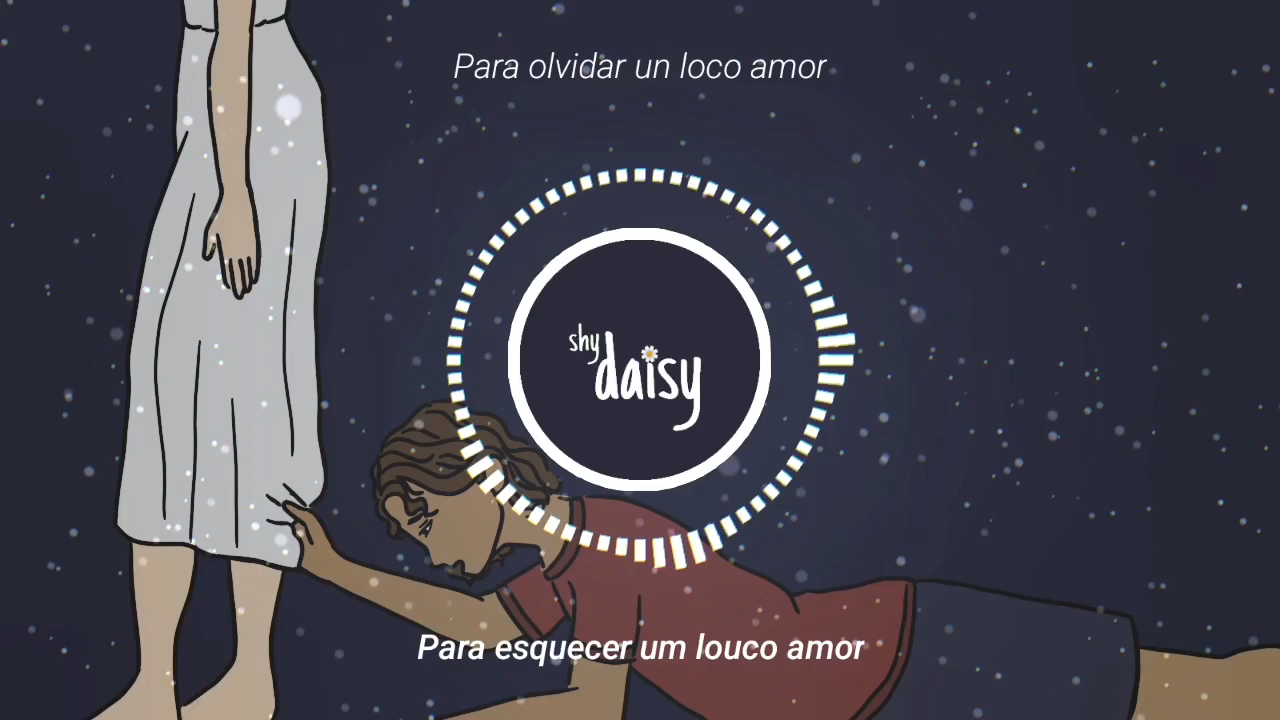 Para olvidar un loco amor
shy
daisy
Para esquecer um louco amor